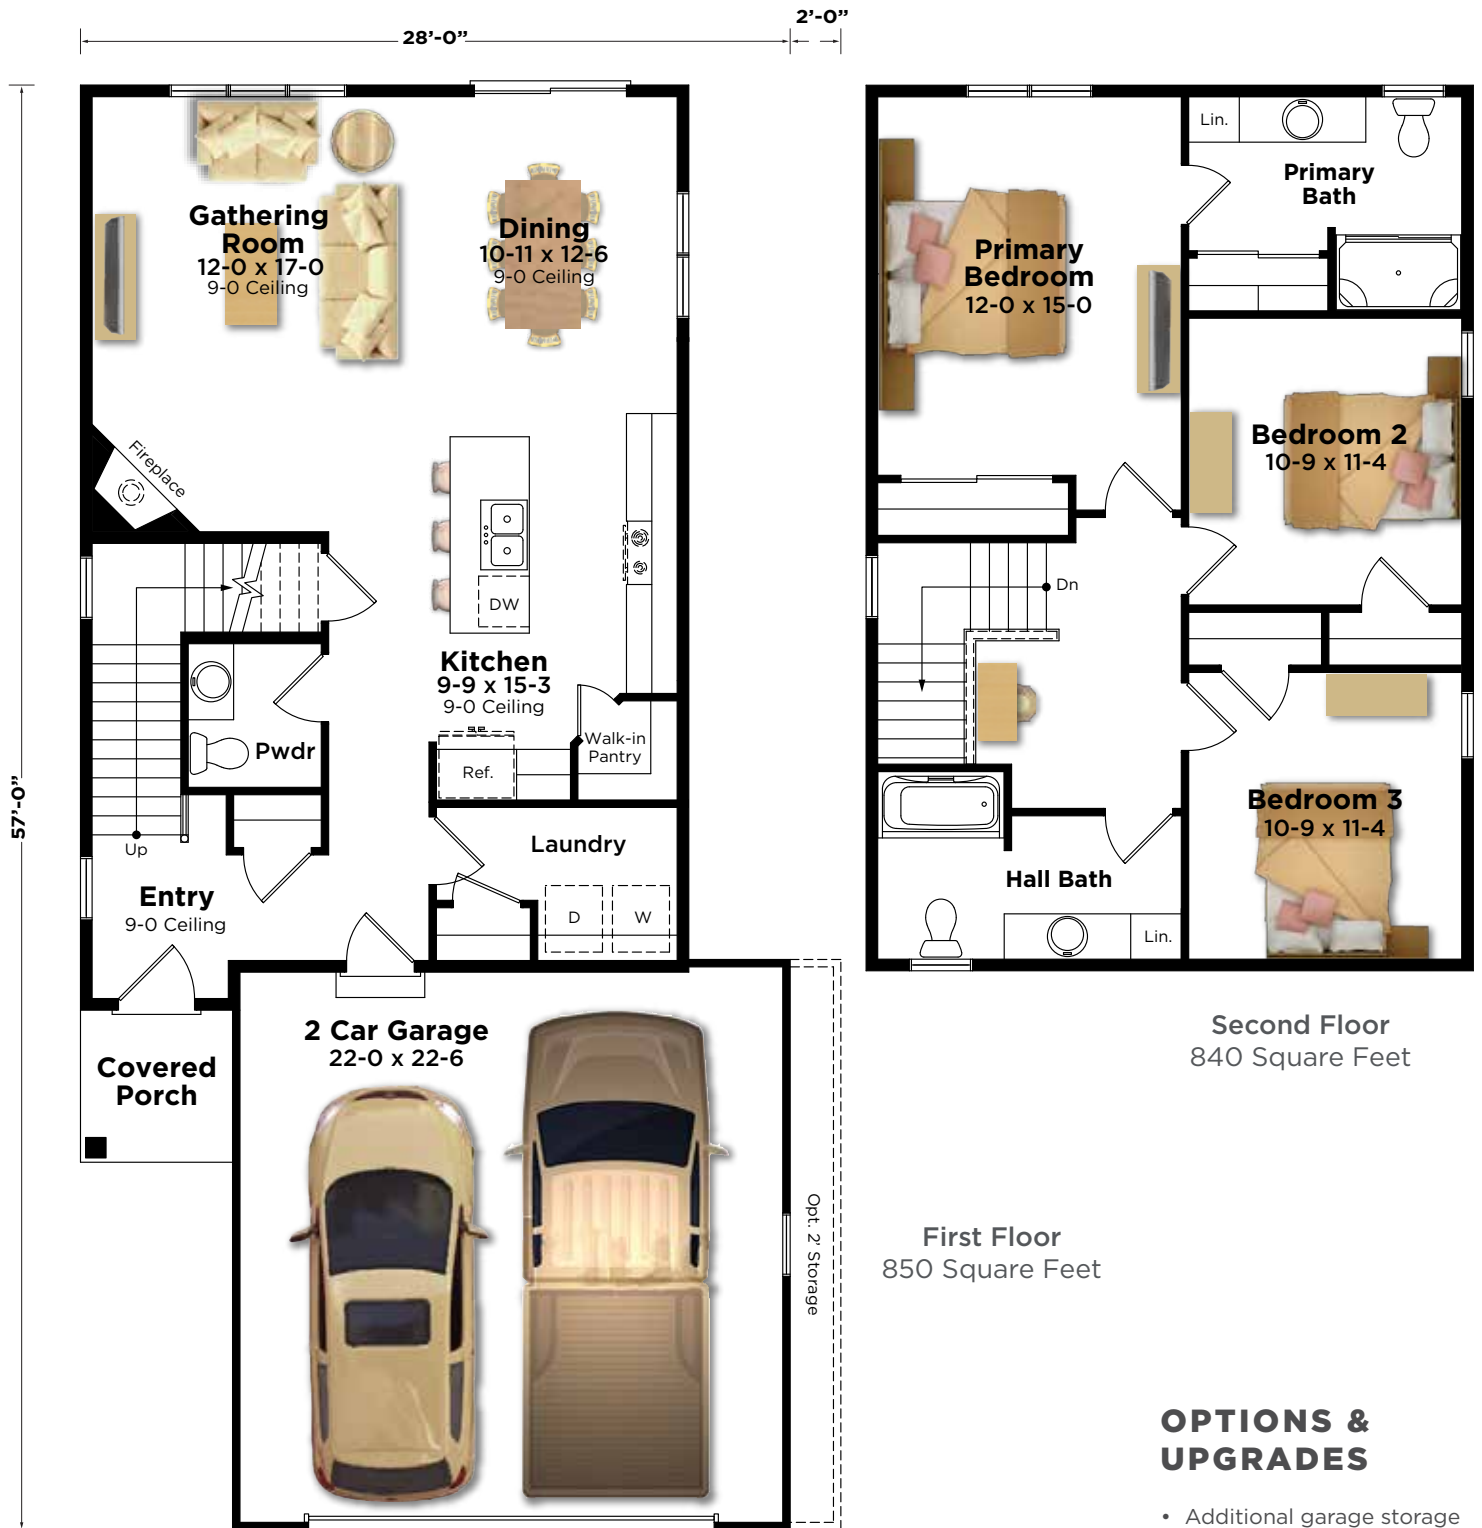 2’-0”
28’-0”
57’-0”
Gathering
Room
12-0 x 17-0
9-0 Ceiling
Dining
10-11 x 12-6
9-0 Ceiling
Fireplace
DW
Kitchen
9-9 x 15-3
9-0 Ceiling
Walk-in
Pantry
Ref.
Pwdr
Up
Entry
9-0 Ceiling
Laundry
D
W
2 Car Garage
22-0 x 22-6
Covered
Porch
Opt. 2’ Storage
Lin.
Primary
Bath
Primary
Bedroom
12-0 x 15-0
Bedroom 2
10-9 x 11-4
Dn
Bedroom 3
10-9 x 11-4
Hall Bath
Lin.
Second Floor
840 Square Feet
First Floor
850 Square Feet
OPTIONS &
UPGRADES
• Additional garage storage